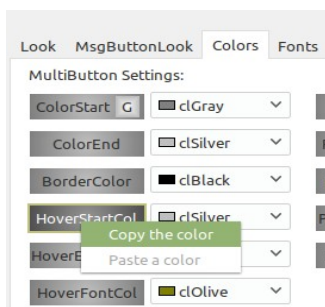 Look MsgButtonLook Colors Fonts
MultiButton Settings:
ColorStart G clGray
ColorEnd clSilver
BorderColor clBlack
HoverStartCol clSilver
Copy the color
Paste a color
HoverFontCol clOlive